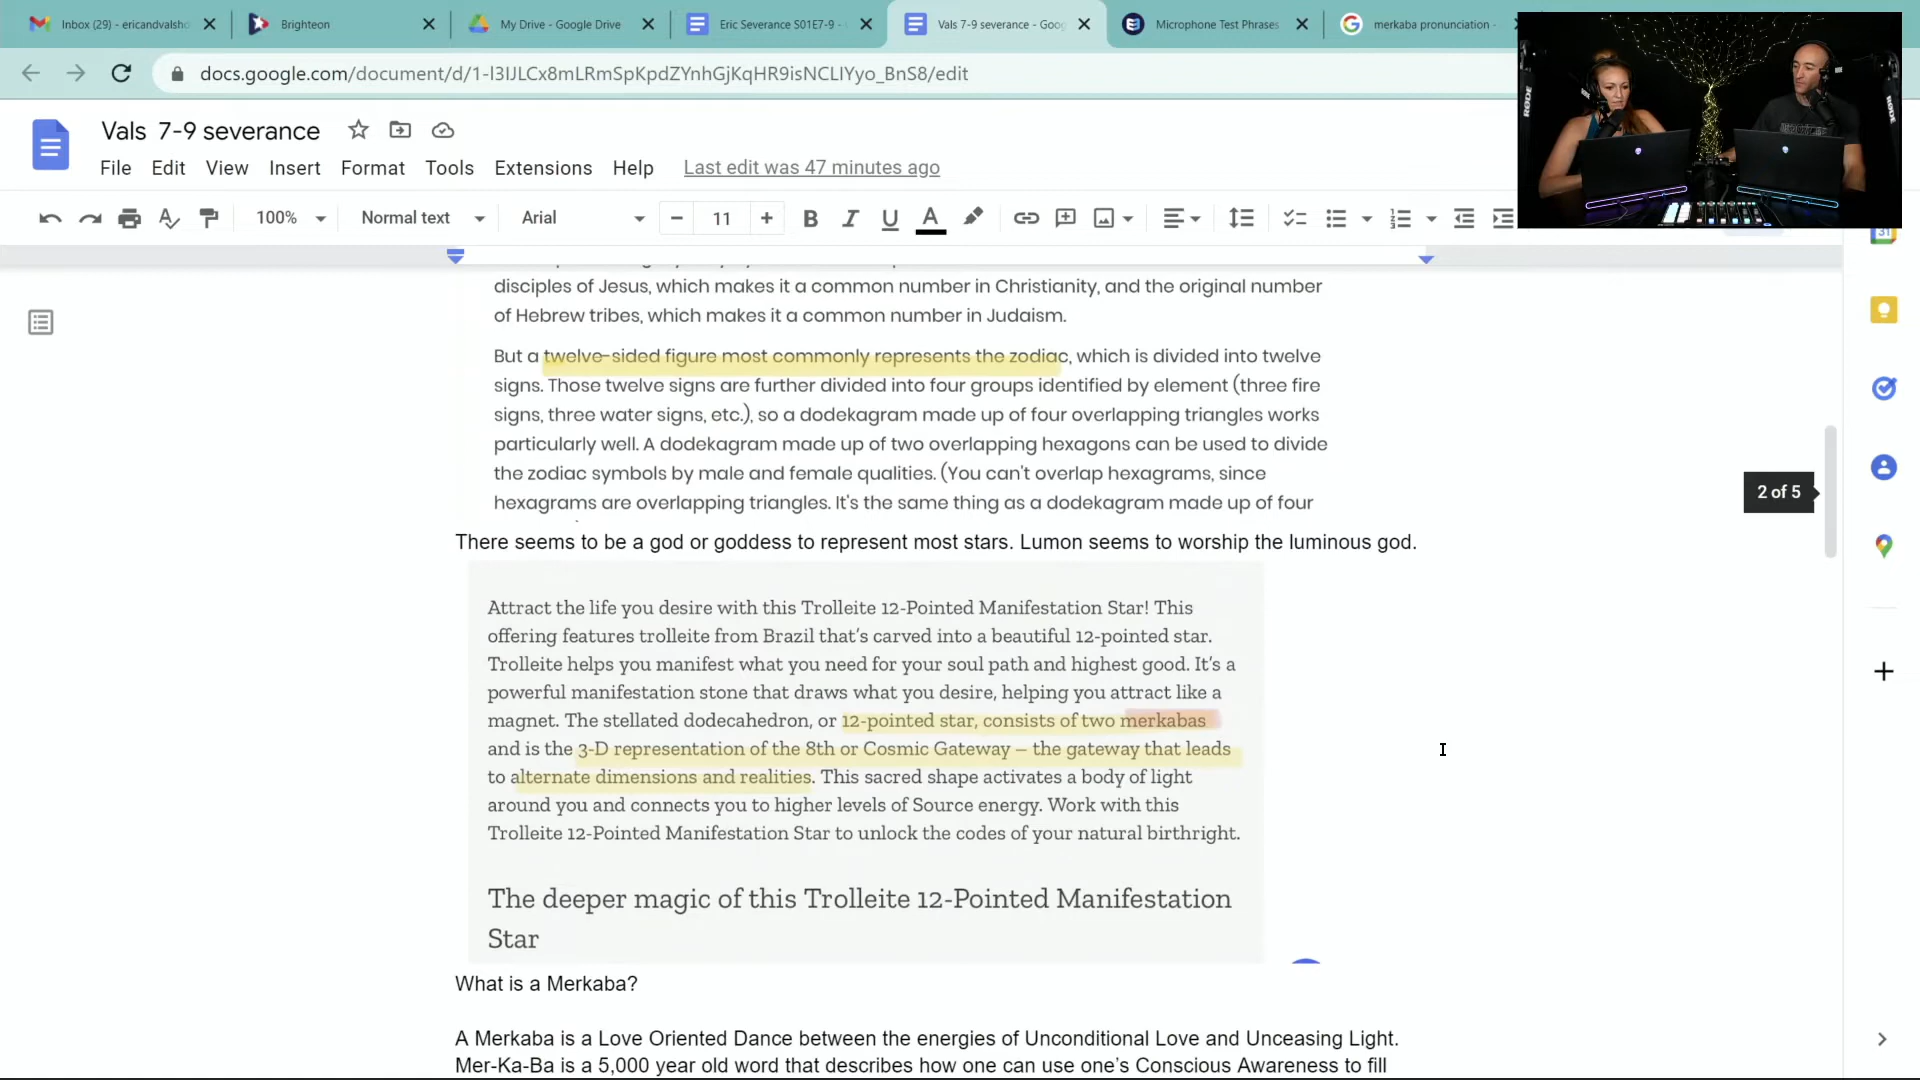 Inbox (29) - ericandvalsho
Brighteon
My Drive - Google Drive
Eric Severance S01E7-9 -
Vals 7-9 severance - Goog
Microphone Test Phrases
merkaba pronunciation -
docs.google.com/document/d/1-l3IJLCx8mLRmSpKpdZYnhGjKqHR9isNCLIYyo_BnS8/edit
Vals 7-9 severance
File Edit View Insert Format Tools Extensions Help Last edit was 47 minutes ago
100% Normal text Arial 11
RODE
RODE
31
disciples of Jesus, which makes it a common number in Christianity, and the original number
of Hebrew tribes, which makes it a common number in Judaism.
But a twelve-sided figure most commonly represents the zodiac, which is divided into twelve
signs. Those twelve signs are further divided into four groups identified by element (three fire
signs, three water signs, etc.), so a dodekagram made up of four overlapping triangles works
particularly well. A dodekagram made up of two overlapping hexagons can be used to divide
the zodiac symbols by male and female qualities. (You can't overlap hexagrams, since
hexagrams are overlapping triangles. It's the same thing as a dodekagram made up of four
2 of 5
There seems to be a god or goddess to represent most stars. Lumon seems to worship the luminous god.
Attract the life you desire with this Trolleite 12-Pointed Manifestation Star! This
offering features trolleite from Brazil that's carved into a beautiful 12-pointed star.
Trolleite helps you manifest what you need for your soul path and highest good. It's a
powerful manifestation stone that draws what you desire, helping you attract like a
magnet. The stellated dodecahedron, or 12-pointed star, consists of two merkabas
and is the 3-D representation of the 8th or Cosmic Gateway – the gateway that leads
to alternate dimensions and realities. This sacred shape activates a body of light
around you and connects you to higher levels of Source energy. Work with this
Trolleite 12-Pointed Manifestation Star to unlock the codes of your natural birthright.
The deeper magic of this Trolleite 12-Pointed Manifestation
Star
What is a Merkaba?
A Merkaba is a Love Oriented Dance between the energies of Unconditional Love and Unceasing Light.
Mer-Ka-Ba is a 5,000 year old word that describes how one can use one's Conscious Awareness to fill